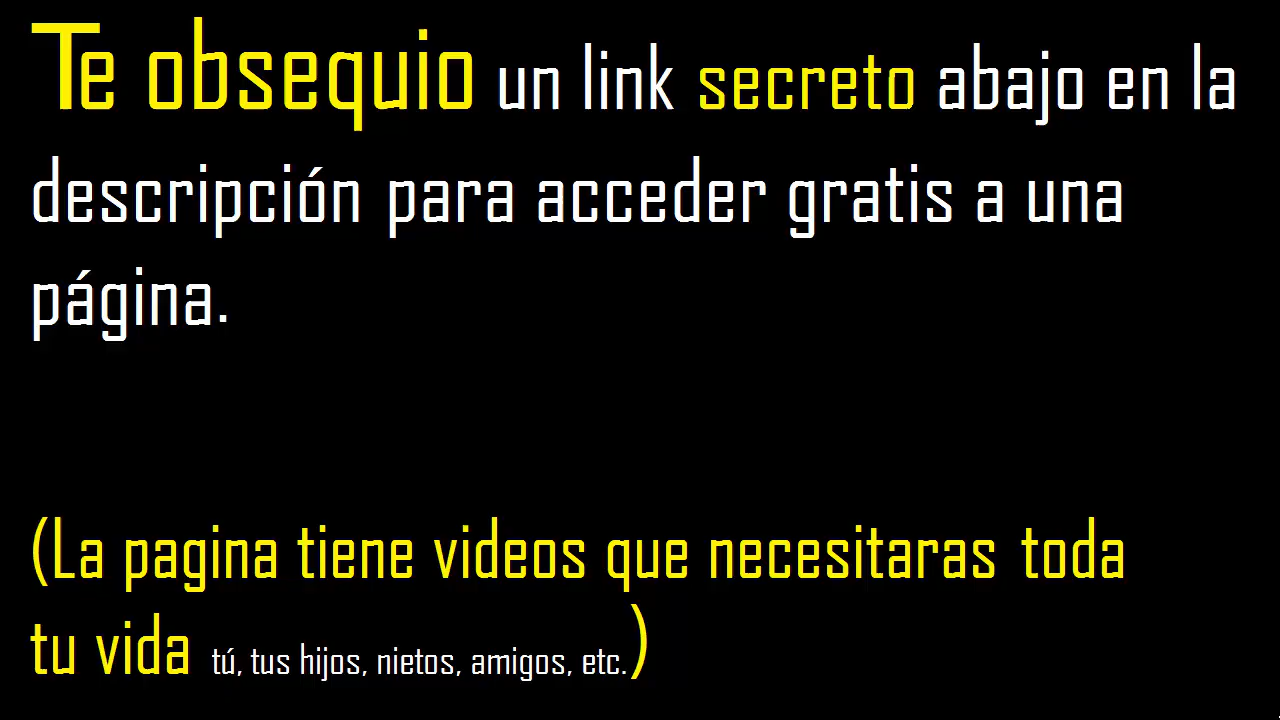 Te obsequio un link secreto abajo en la
descripción para acceder gratis a una
página.
(La pagina tiene videos que necesitaras toda
tu vida tú, tus hijos, nietos, amigos, etc.)